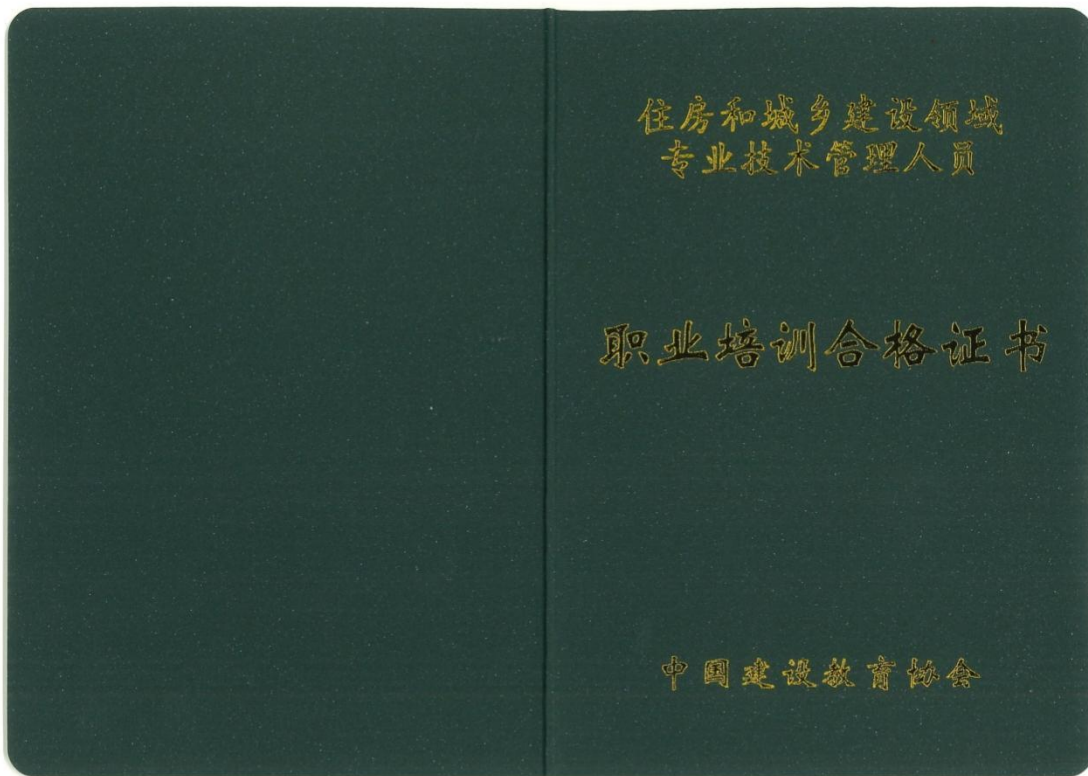 住房和城乡建设领域
专业技术管理人员
职业培训合格证书
中国建设教育协会